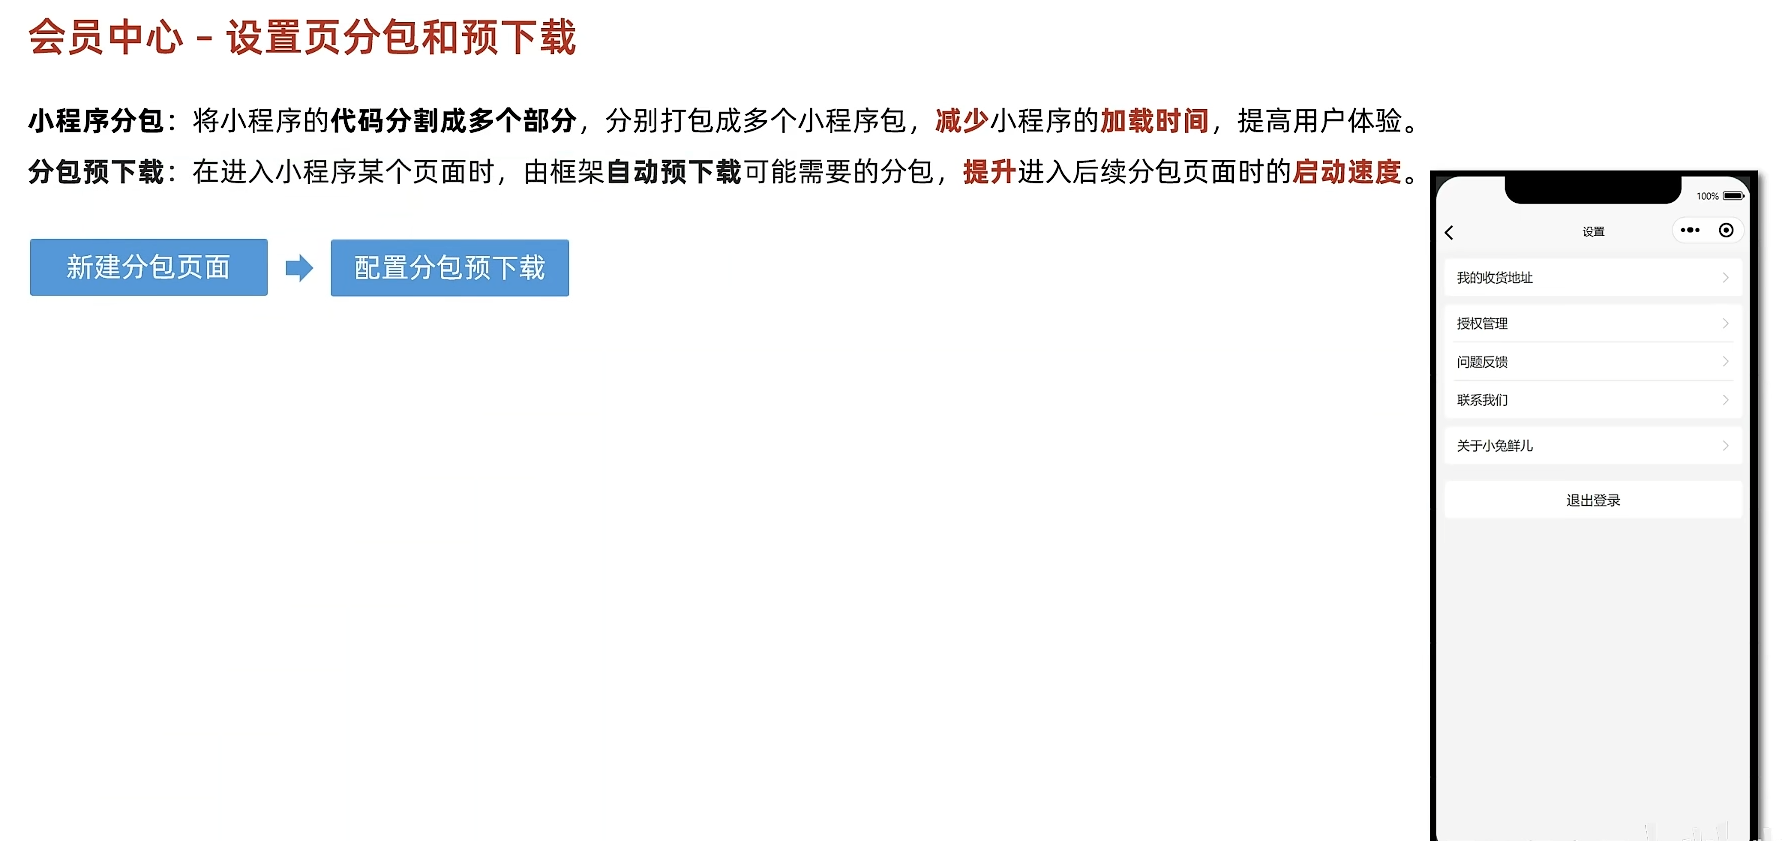 会员中心 – 设置页分包和预下载
小程序分包：将小程序的代码分割成多个部分，分别打包成多个小程序包，减少小程序的加载时间，提高用户体验。
分包预下载：在进入小程序某个页面时，由框架自动预下载可能需要的分包，提升进入后续分包页面时的启动速度。
新建分包页面
配置分包预下载
100%
设置
我的收货地址
授权管理
问题反馈
联系我们
关于小兔鲜儿
退出登录